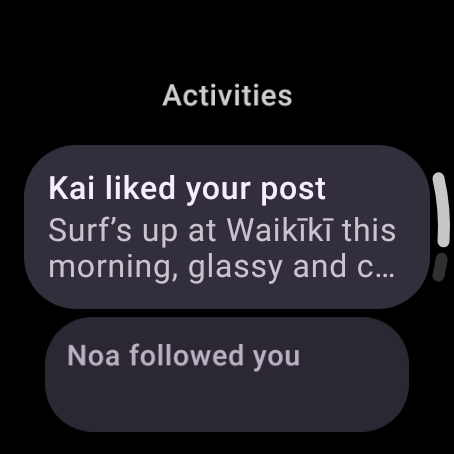 Activities
Kai liked your post
Surf’s up at Waikīkī this
morning, glassy and c…
Noa followed you